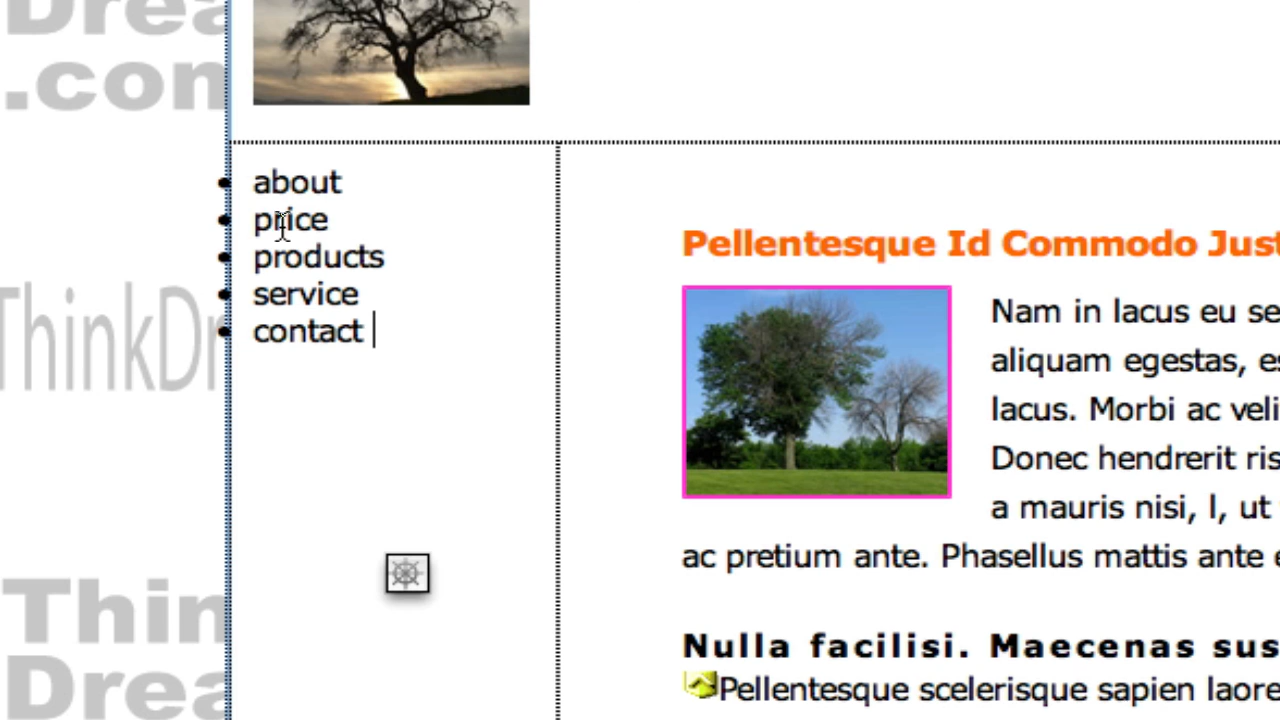 Drea
.com
about
price
products
service
contact
ThinkDr
Thin
Drea
Pellentesque Id Commodo Just
Nam in lacus eu se
aliquam egestas, es
lacus. Morbi ac veli
Donec hendrerit ris
a mauris nisi, l, ut
ac pretium ante. Phasellus mattis ante e
Nulla facilisi. Maecenas sus
Pellentesque scelerisque sapien laore